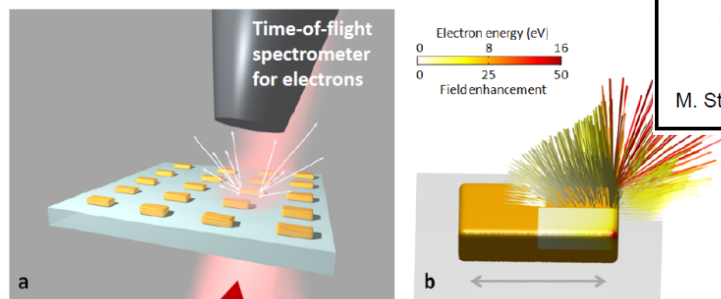 Time-of-flight
spectrometer
for electrons
a
Electron energy (eV)
0 8 16
0 25 50
Field enhancement
b
M. St